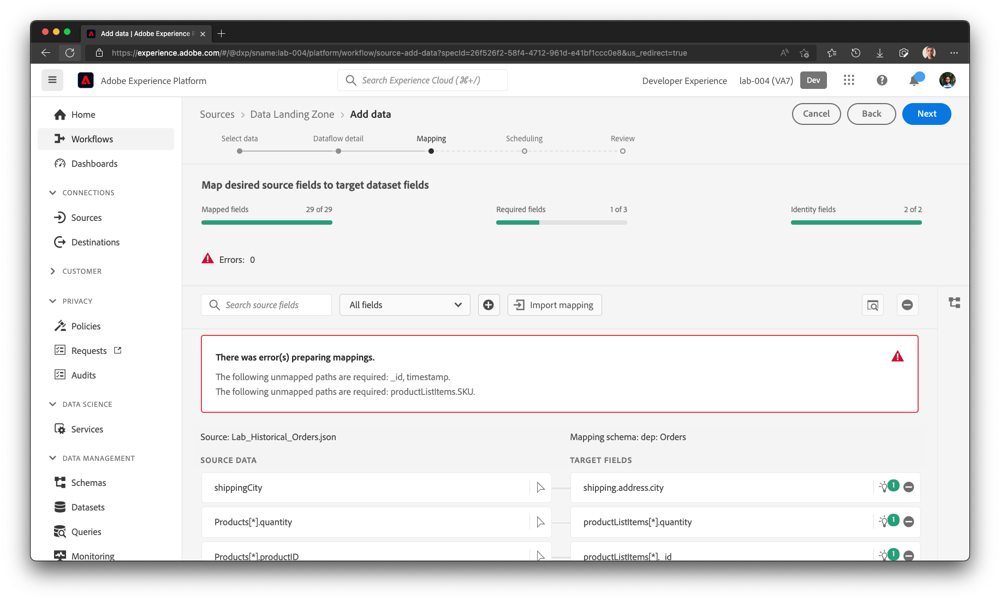 Add data | Adobe Experience P
https://experience.adobe.com/#/@dxp/sname:lab-004/platform/workflow/source-add-data?specId=26f526f2-58f4-4712-961d-e41bf1ccc0e8&us_redirect=true
Adobe Experience Platform
Search Experience Cloud (⌘+/)
Developer Experience
lab-004 (VA7)
Dev
Home
Workflows
Dashboards
CONNECTIONS
Sources
Destinations
CUSTOMER
PRIVACY
Policies
Requests
Audits
DATA SCIENCE
Services
DATA MANAGEMENT
Schemas
Datasets
Queries
Monitoring
Sources > Data Landing Zone > Add data
Cancel
Back
Next
Select data
Dataflow detail
Mapping
Scheduling
Review
Map desired source fields to target dataset fields
Mapped fields 29 of 29
Required fields 1 of 3
Identity fields 2 of 2
Errors: 0
Search source fields
All fields
Import mapping
There was error(s) preparing mappings.
The following unmapped paths are required: _id, timestamp.
The following unmapped paths are required: productListItems.SKU.
Source: Lab_Historical_Orders.json
Mapping schema: dep: Orders
SOURCE DATA
TARGET FIELDS
shippingCity
shipping.address.city
1
Products[*].quantity
productListItems[*].quantity
1
Products[*].productID
productListItems[*]._id
1